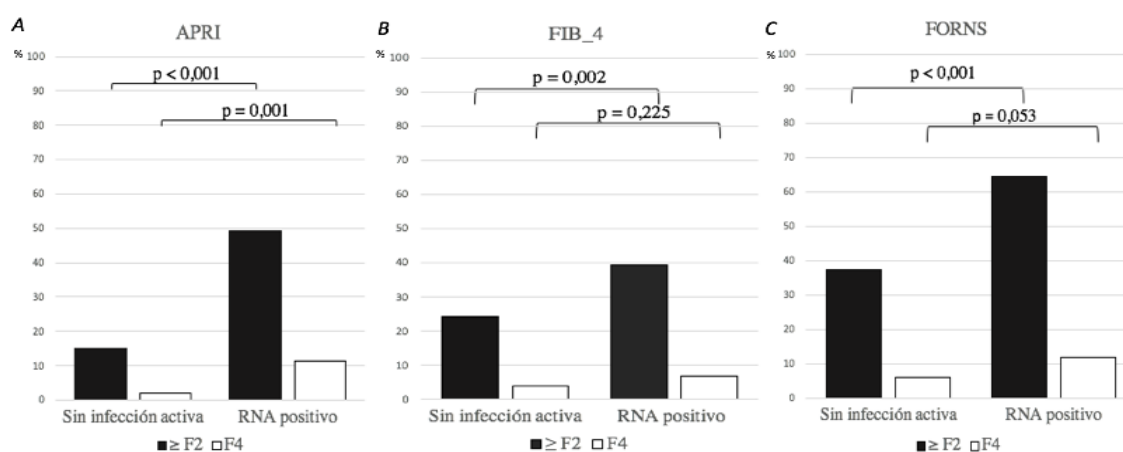 A
APRI
%
100
90
80
70
60
50
40
30
20
10
0
p < 0,001
p = 0,001
Sin infección activa
RNA positivo
≥ F2
F4
B
FIB_4
%
100
90
80
70
60
50
40
30
20
10
0
p = 0,002
p = 0,225
Sin infección activa
RNA positivo
≥ F2
F4
C
FORNS
%
100
90
80
70
60
50
40
30
20
10
0
p < 0,001
p = 0,053
Sin infección activa
RNA positivo
≥ F2
F4